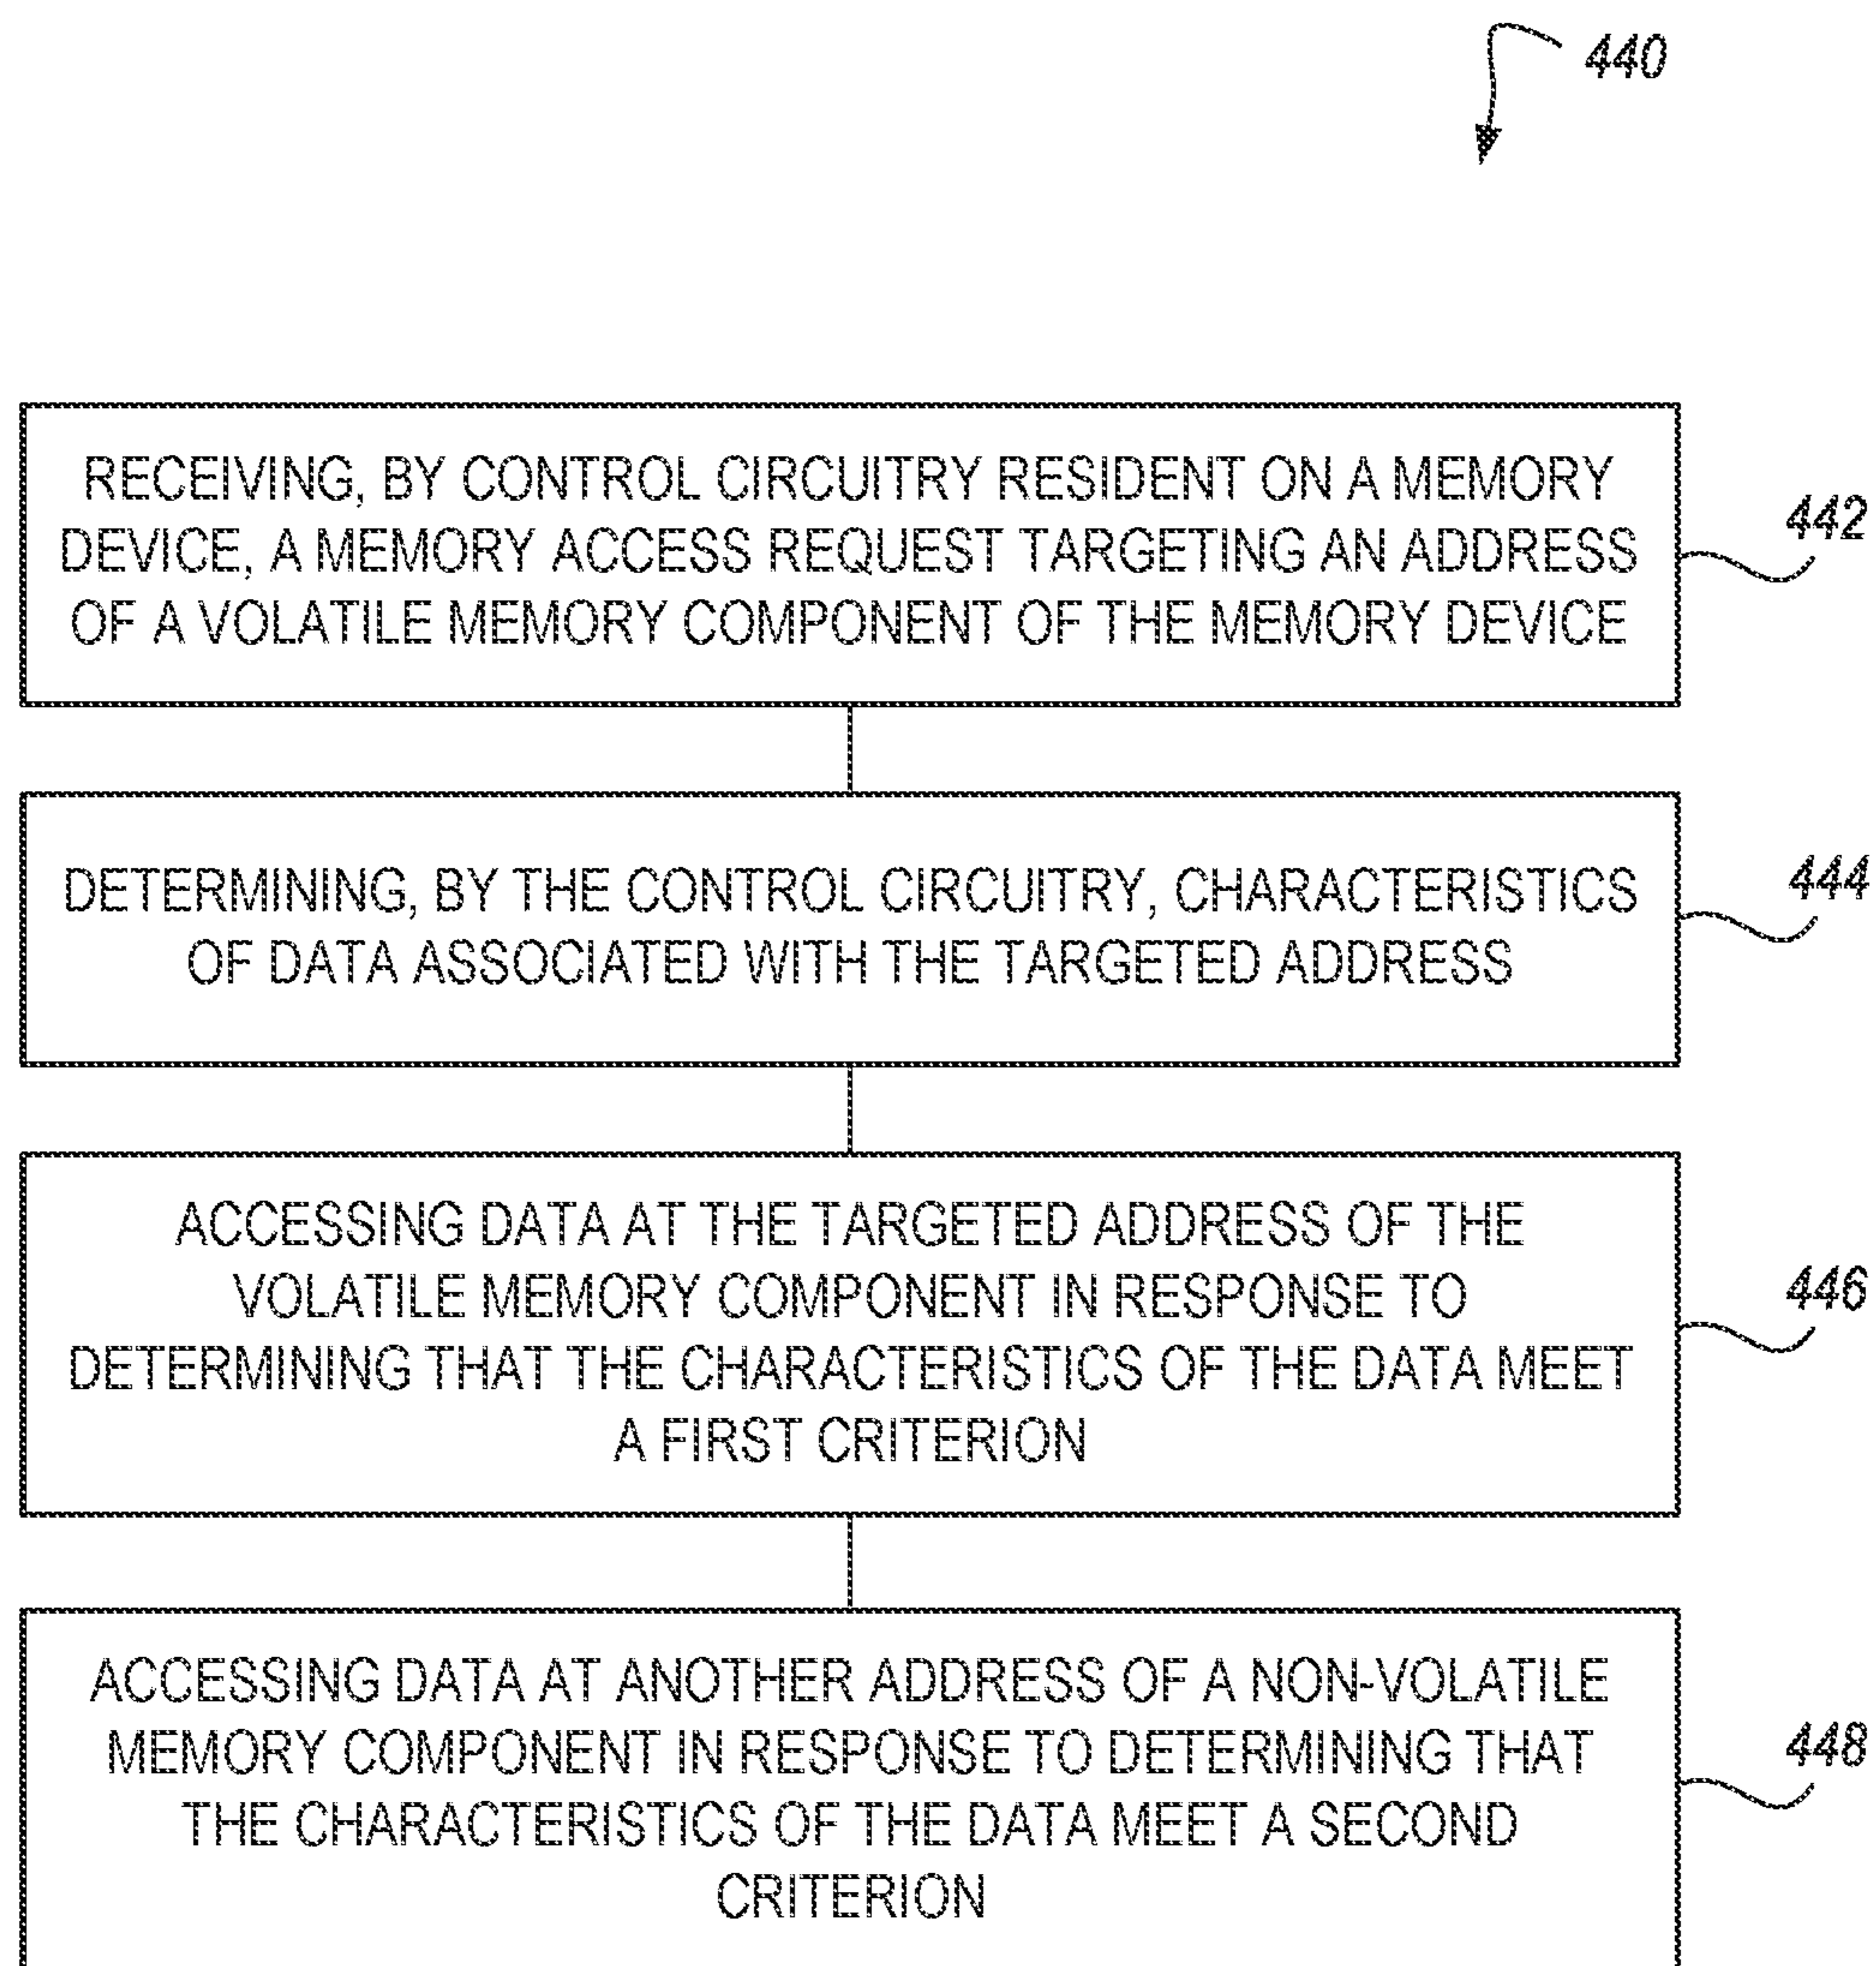 440
RECEIVING, BY CONTROL CIRCUITRY RESIDENT ON A MEMORY
DEVICE, A MEMORY ACCESS REQUEST TARGETING AN ADDRESS
OF A VOLATILE MEMORY COMPONENT OF THE MEMORY DEVICE
442
DETERMINING, BY THE CONTROL CIRCUITRY, CHARACTERISTICS
OF DATA ASSOCIATED WITH THE TARGETED ADDRESS
444
ACCESSING DATA AT THE TARGETED ADDRESS OF THE
VOLATILE MEMORY COMPONENT IN RESPONSE TO
DETERMINING THAT THE CHARACTERISTICS OF THE DATA MEET
A FIRST CRITERION
446
ACCESSING DATA AT ANOTHER ADDRESS OF A NON-VOLATILE
MEMORY COMPONENT IN RESPONSE TO DETERMINING THAT
THE CHARACTERISTICS OF THE DATA MEET A SECOND
CRITERION
448